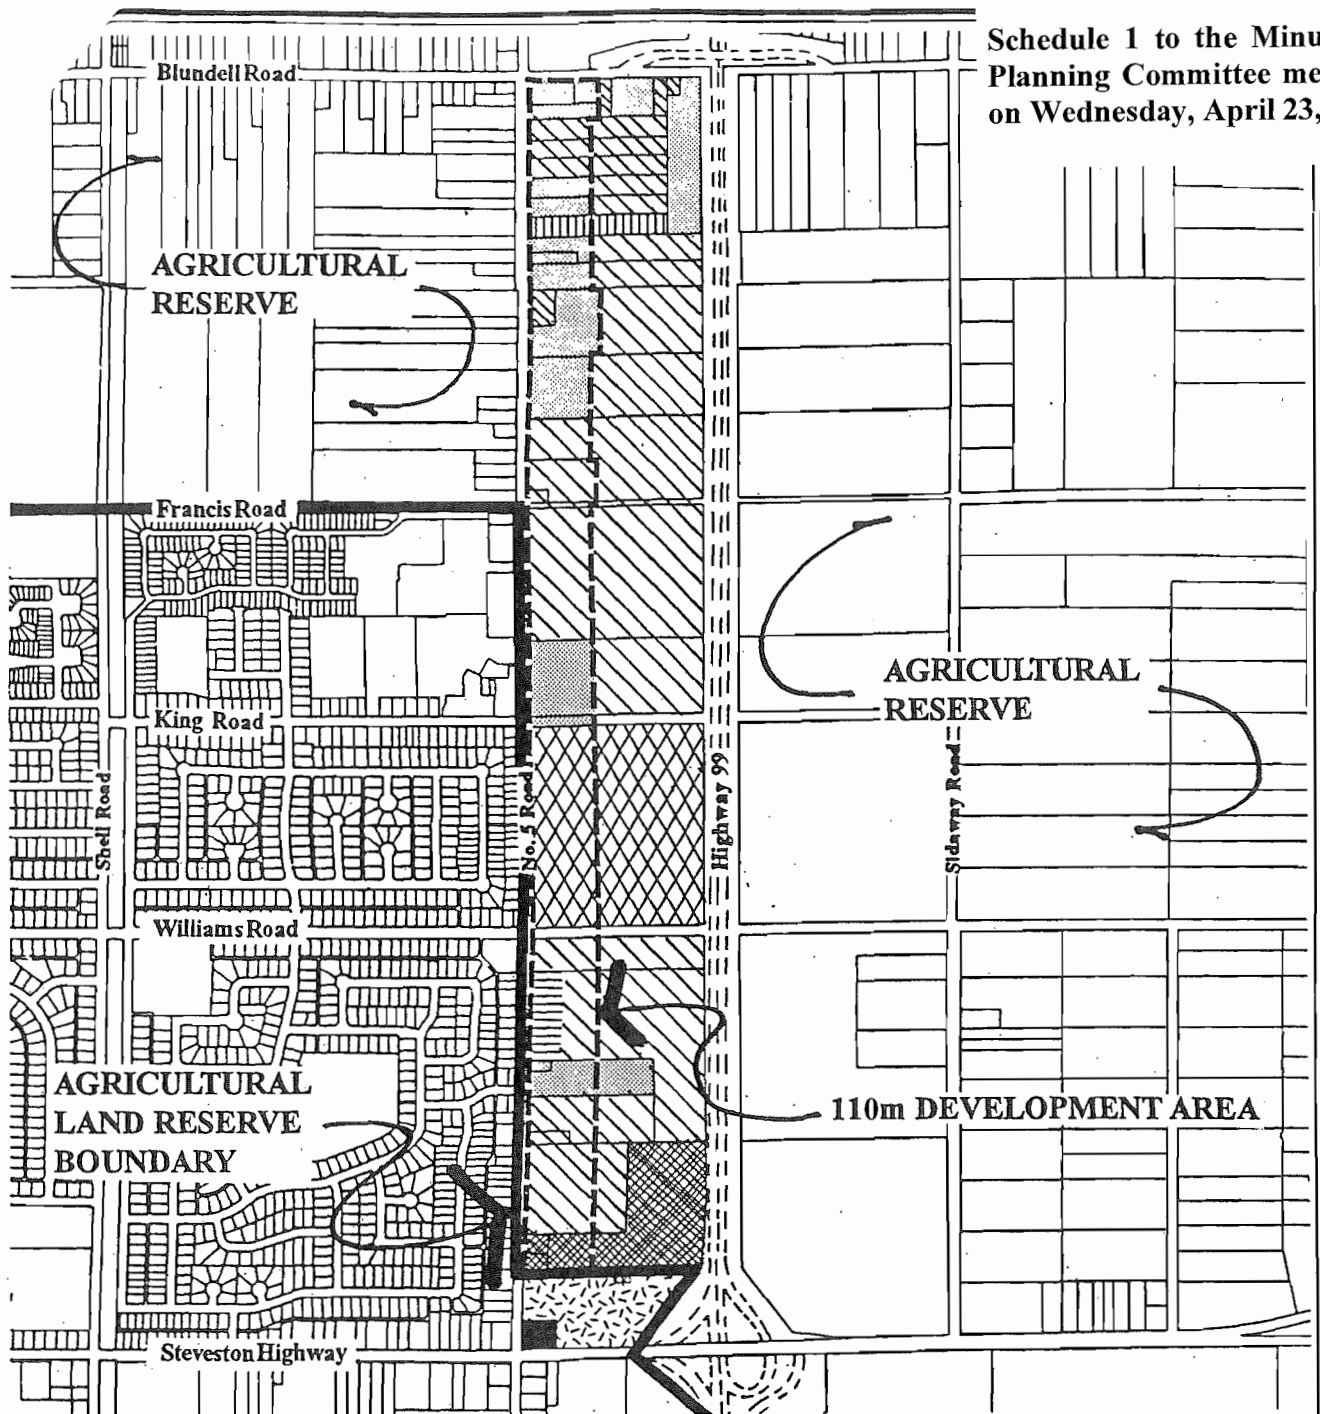 Schedule 1 to the Minu
Planning Committee me
on Wednesday, April 23,
Blundell Road
AGRICULTURAL
RESERVE
Francis Road
AGRICULTURAL
RESERVE
King Road
Shell Road
No. 5 Road
Highway 99
Sidaway Road
Williams Road
AGRICULTURAL
LAND RESERVE
BOUNDARY
110m DEVELOPMENT AREA
Steveston Highway